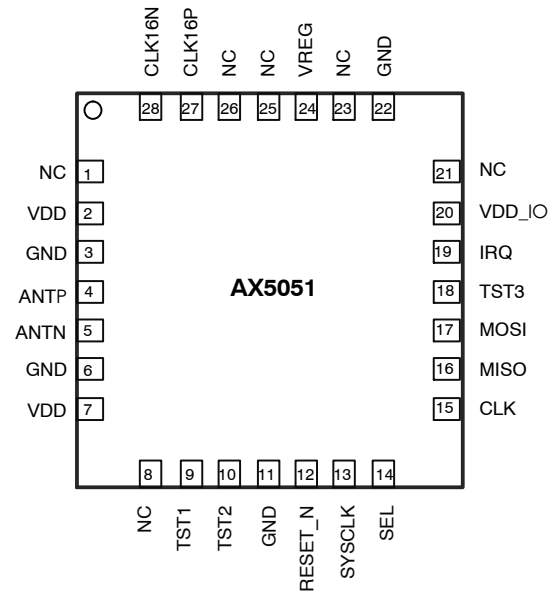 CLK16N
CLK16P
NC
NC
VREG
NC
GND
28
27
26
25
24
23
22
NC 1
VDD 2
GND 3
ANTP 4
ANTN 5
GND 6
VDD 7
AX5051
21 NC
20 VDD_IO
19 IRQ
18 TST3
17 MOSI
16 MISO
15 CLK
8
9
10
11
12
13
14
NC
TST1
TST2
GND
RESET_N
SYSCLK
SEL